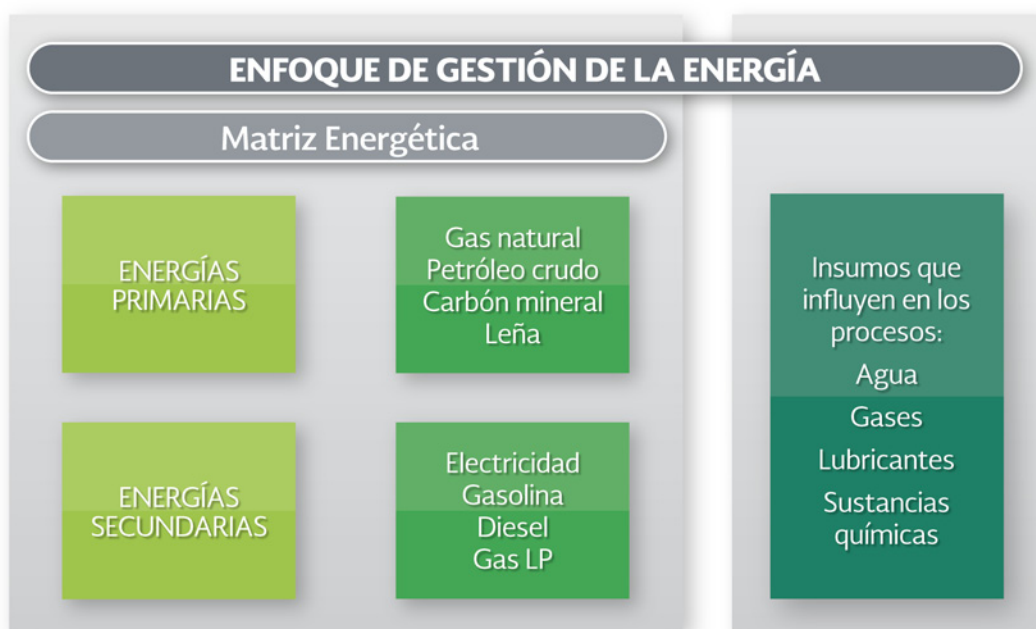 ENFOQUE DE GESTIÓN DE LA ENERGÍA
Matriz Energética
ENERGÍAS
PRIMARIAS
Gas natural
Petróleo crudo
Carbón mineral
Leña
ENERGÍAS
SECUNDARIAS
Electricidad
Gasolina
Diesel
Gas LP
Insumos que
influyen en los
procesos:
Agua
Gases
Lubricantes
Sustancias
químicas